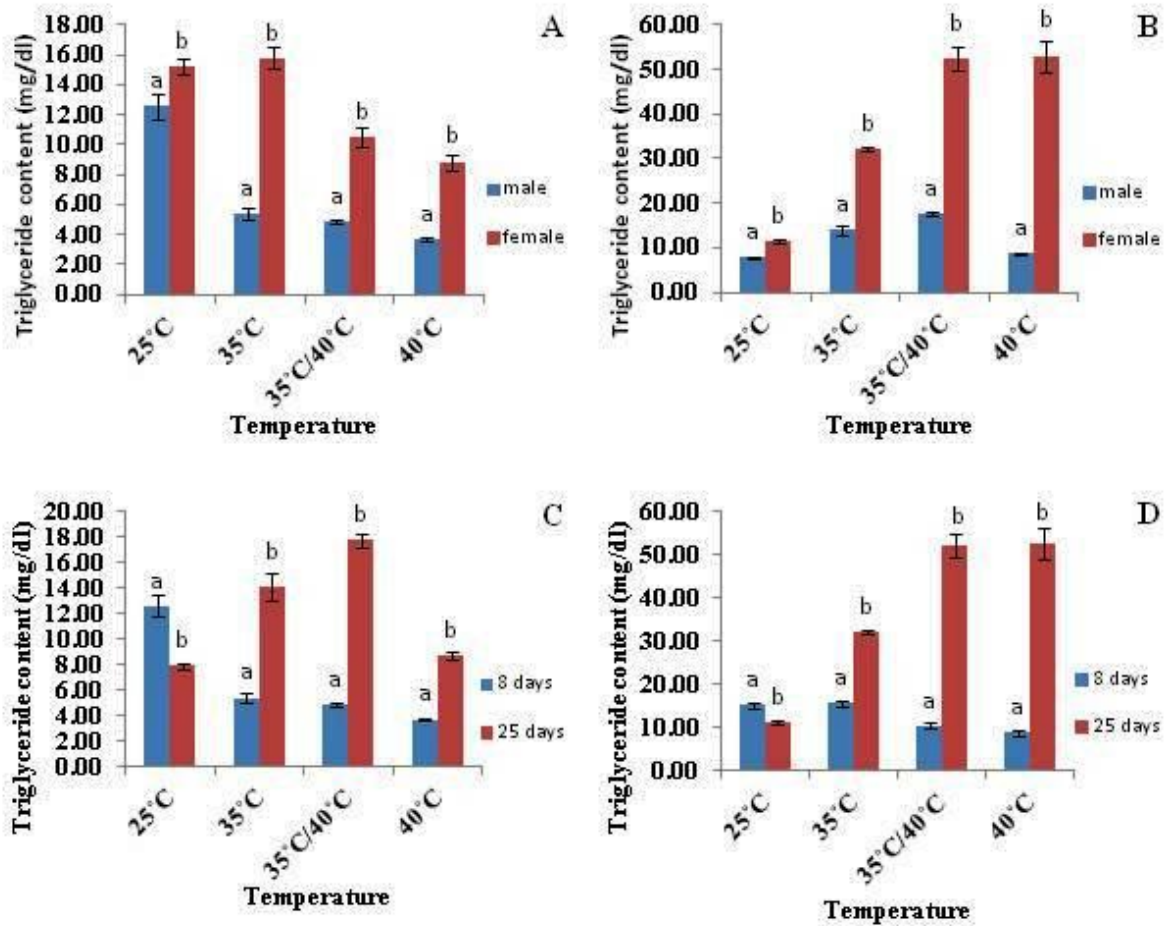 A
Triglyceride content (mg/dl)
18.00
16.00
14.00
12.00
10.00
8.00
6.00
4.00
2.00
0.00
a
b
a
b
a
b
a
b
male
female
25˚C
35˚C
35˚C/40˚C
40˚C
Temperature
B
Triglyceride content (mg/dl)
60.00
50.00
40.00
30.00
20.00
10.00
0.00
a
b
a
b
a
b
a
b
male
female
25˚C
35˚C
35˚C/40˚C
40˚C
Temperature
C
Triglyceride content (mg/dl)
20.00
18.00
16.00
14.00
12.00
10.00
8.00
6.00
4.00
2.00
0.00
a
b
a
b
a
b
a
b
8 days
25 days
25˚C
35˚C
35˚C/40˚C
40˚C
Temperature
D
Triglyceride content (mg/dl)
60.00
50.00
40.00
30.00
20.00
10.00
0.00
a
b
a
b
a
b
a
b
8 days
25 days
25˚C
35˚C
35˚C/40˚C
40˚C
Temperature